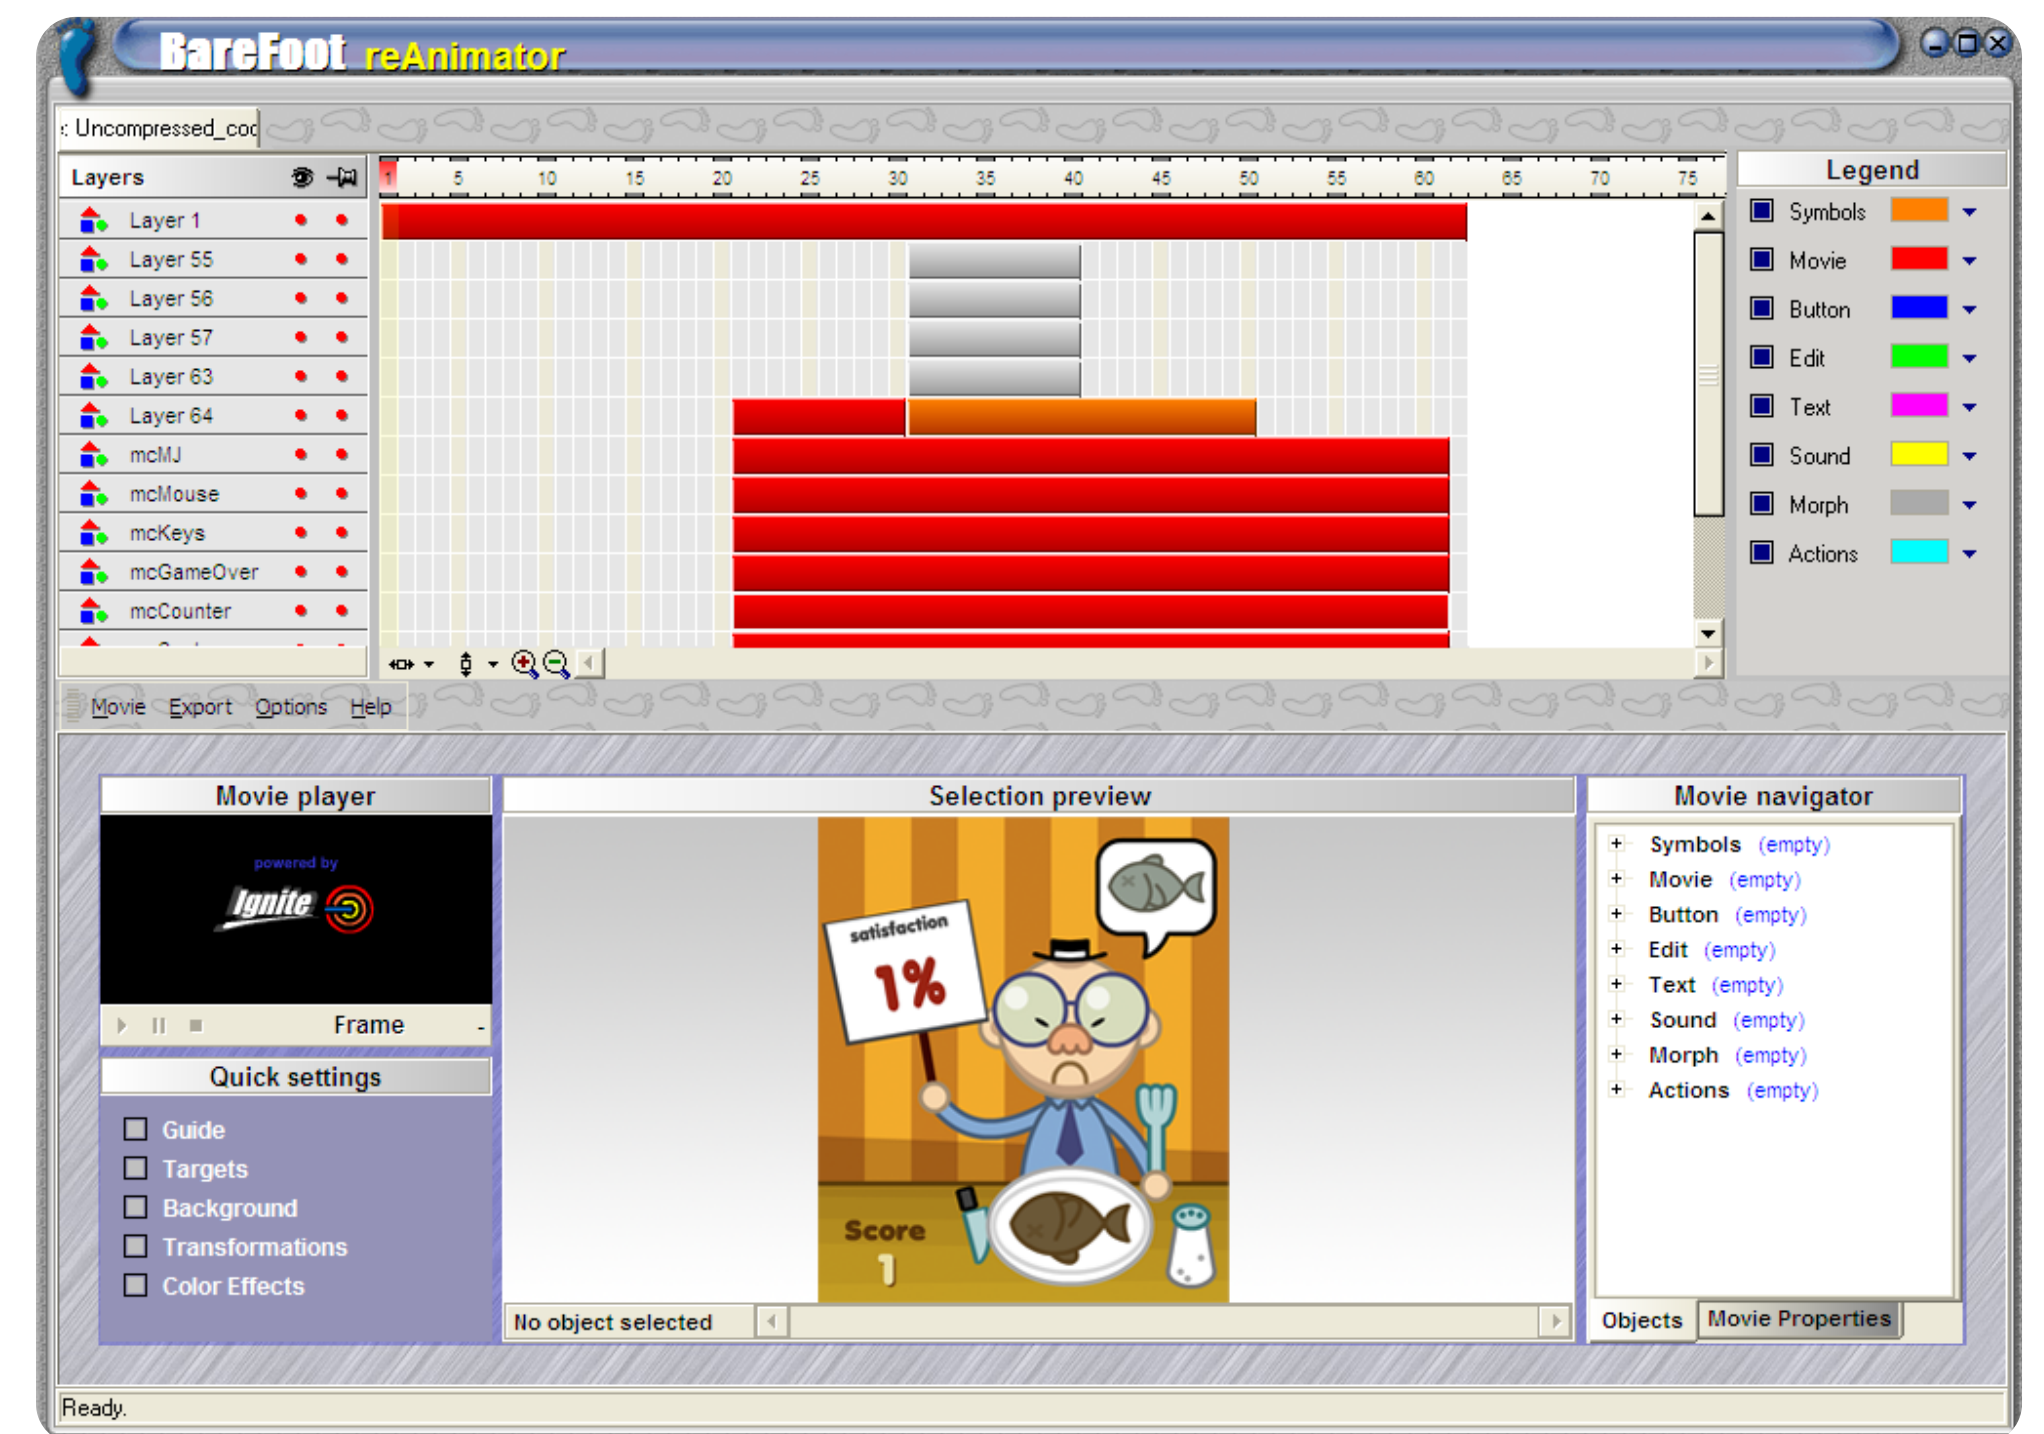 BareFoot reAnimator
: Uncompressed_coc
Layers
1 5 10 15 20 25 30 35 40 45 50 55 60 65 70 75
Layer 1
Layer 55
Layer 56
Layer 57
Layer 63
Layer 64
mcMJ
mcMouse
mcKeys
mcGameOver
mcCounter
Legend
Symbols
Movie
Button
Edit
Text
Sound
Morph
Actions
Movie Export Options Help
Movie player
powered by
Ignite
Frame -
Quick settings
Guide
Targets
Background
Transformations
Color Effects
Selection preview
satisfaction
1%
Score
1
No object selected
Movie navigator
Symbols (empty)
Movie (empty)
Button (empty)
Edit (empty)
Text (empty)
Sound (empty)
Morph (empty)
Actions (empty)
Objects Movie Properties
Ready.